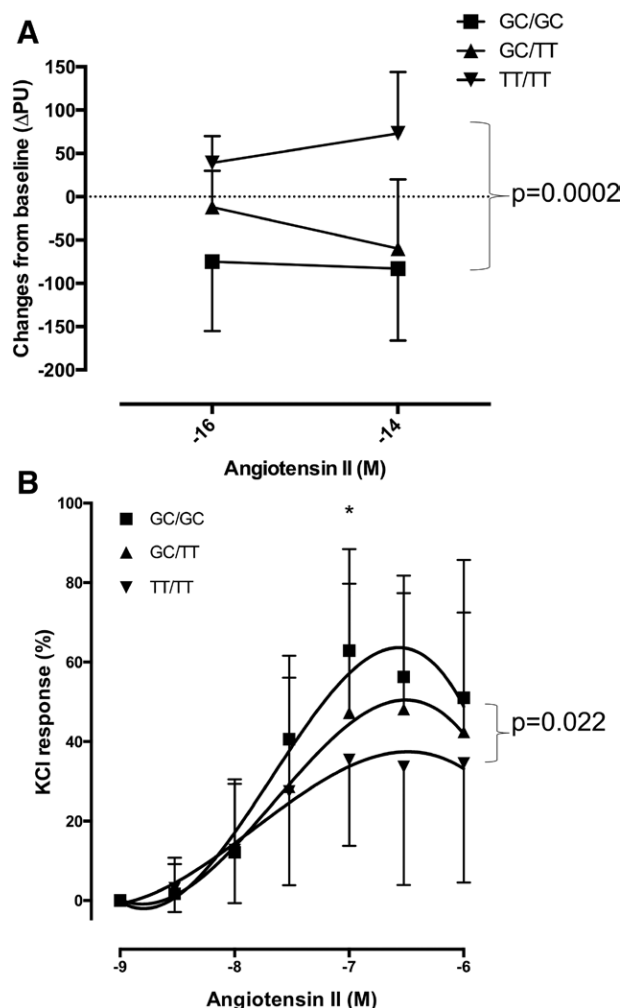 A
GC/GC
GC/TT
TT/TT
Changes from baseline (ΔPU)
150
100
50
0
-50
-100
-150
-200
p=0.0002
-16
-14
Angiotensin II (M)
B
GC/GC
GC/TT
TT/TT
*
KCl response (%)
100
80
60
40
20
0
p=0.022
-9
-8
-7
-6
Angiotensin II (M)